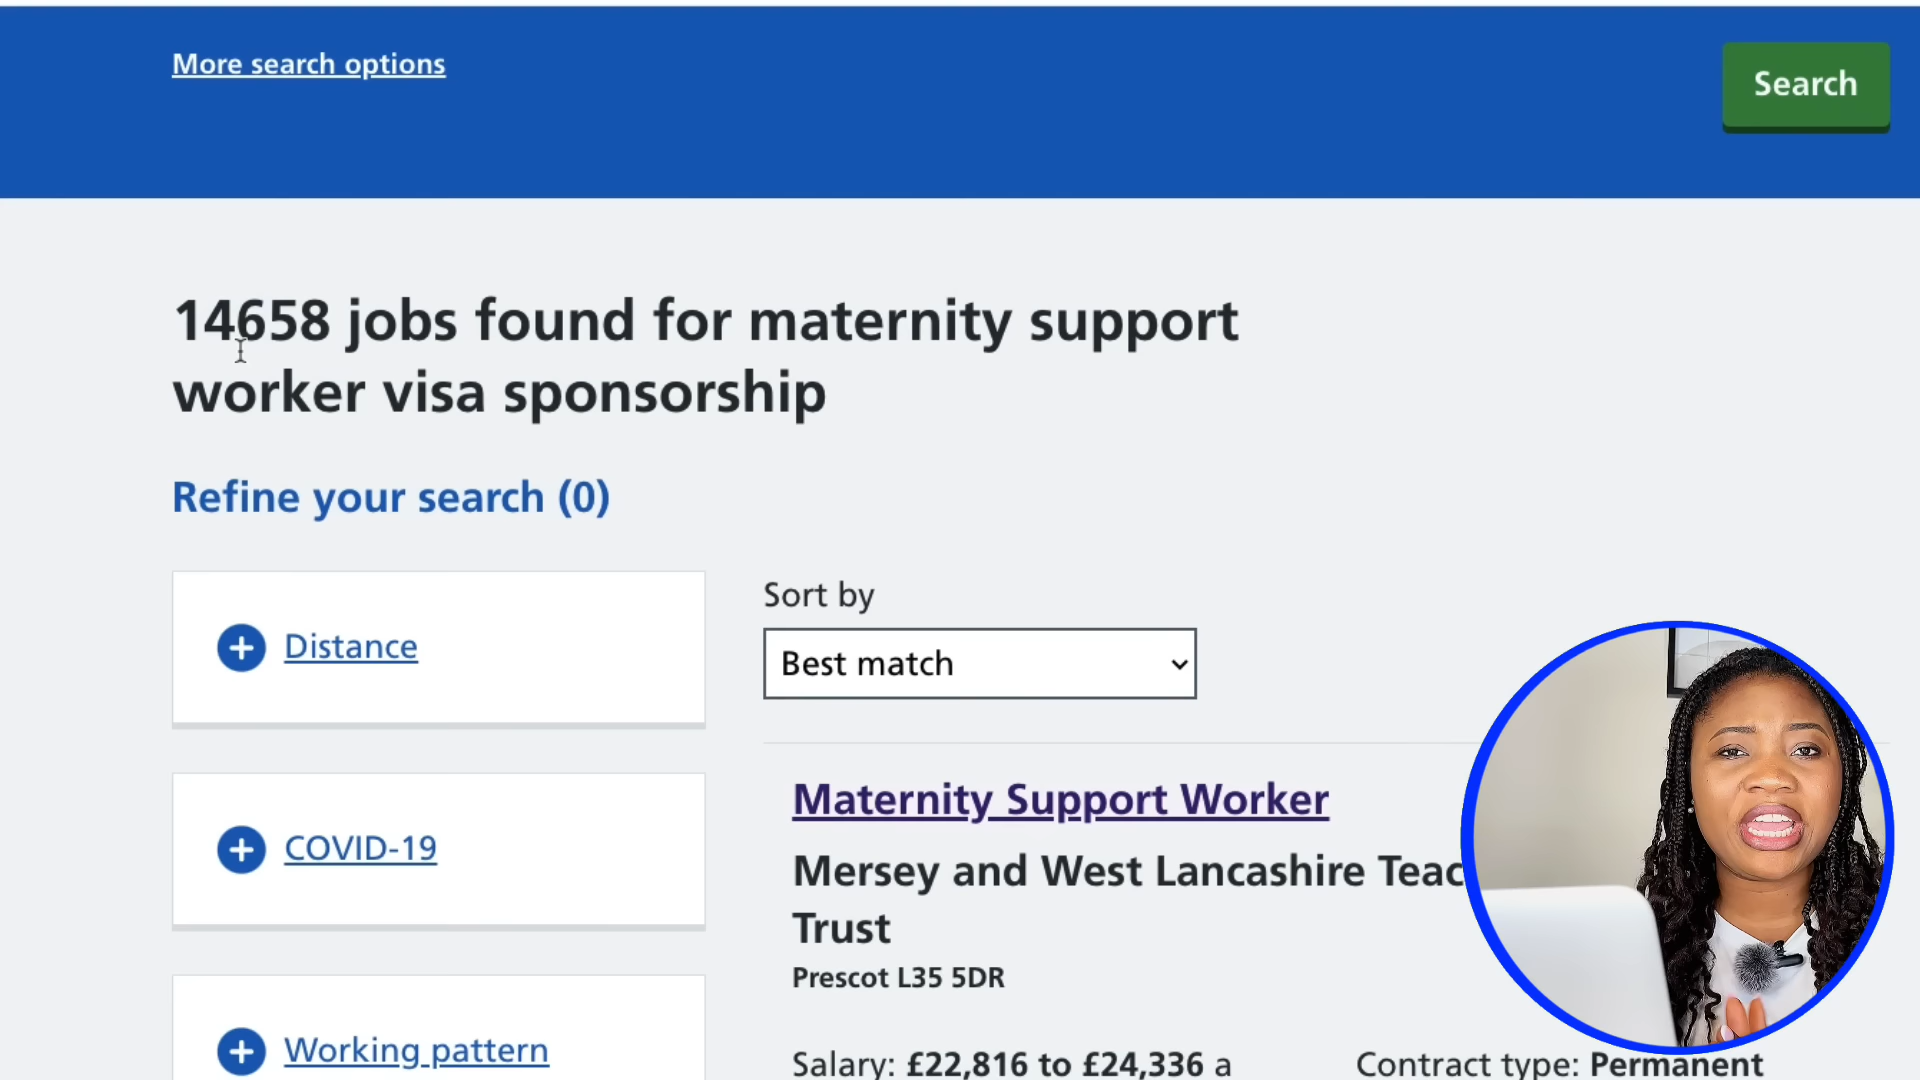 More search options
Search
14658 jobs found for maternity support
worker visa sponsorship
Refine your search (0)
Distance
Sort by
Best match
COVID-19
Maternity Support Worker
Mersey and West Lancashire
Trust
Prescot L35 5DR
Working pattern
Salary: £22,816 to £24,336 a
Contract type: Permanent